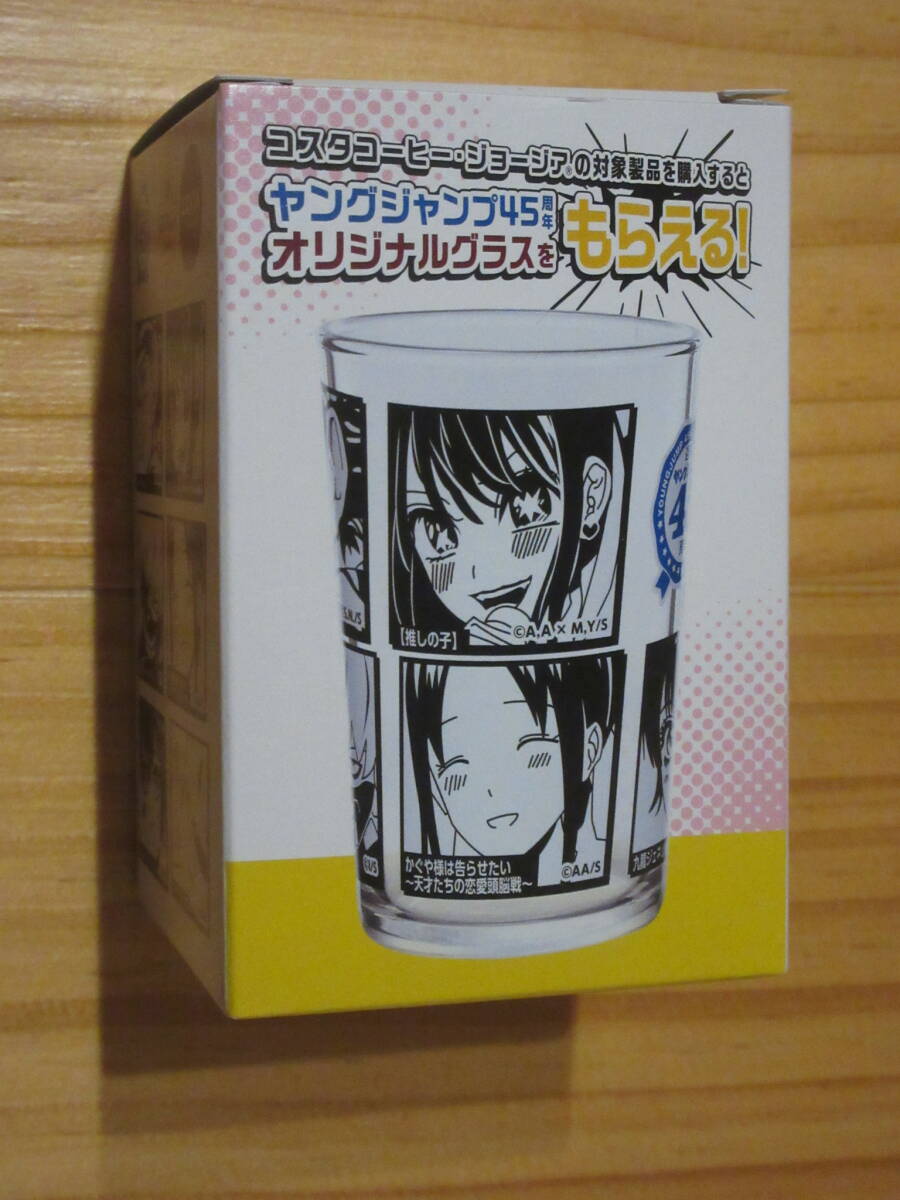 コスタコーヒー・ジョージア®の対象製品を購入すると
ヤングジャンプ45周年
オリジナルグラスを
もらえる!
【推しの子】
©A,A × M,Y/S
かぐや様は告らせたい
~天才たちの恋愛頭脳戦~
©AA/S
YOUNG JUMP